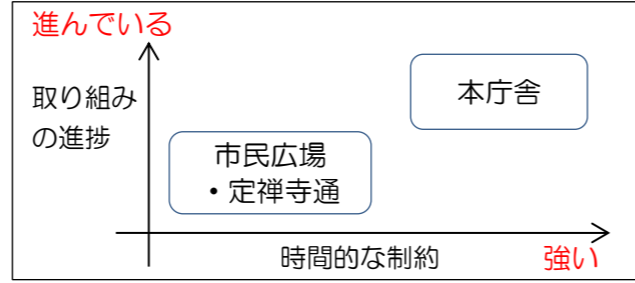 進んでいる
取り組み
の進捗
本庁舎
市民広場
・定禅寺通
時間的な制約
強い